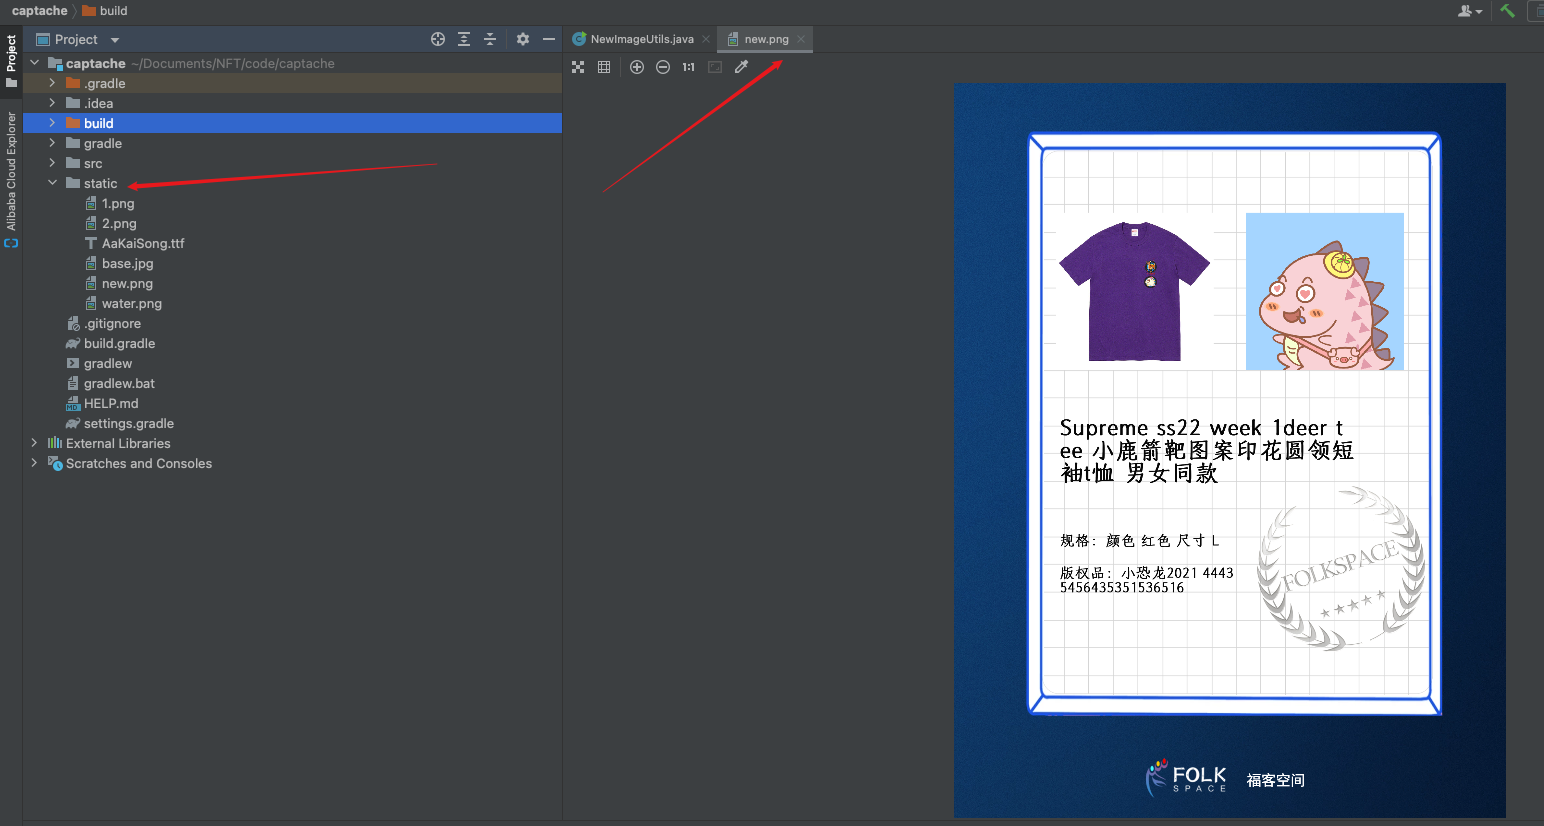 captache
build
Project
Alibaba Cloud Explorer
Project
captache ~/Documents/NFT/code/captache
.gradle
.idea
build
gradle
src
static
1.png
2.png
AaKaiSong.ttf
base.jpg
new.png
water.png
.gitignore
build.gradle
gradlew
gradlew.bat
HELP.md
settings.gradle
External Libraries
Scratches and Consoles
NewImageUtils.java
new.png
1:1
Supreme ss22 week 1deer t
ee 小鹿箭靶图案印花圆领短
袖t恤 男女同款
规格：颜色 红色 尺寸 L
版权品：小恐龙2021 4443
5456435351536516
FOLKSPACE
FOLK
SPACE
福客空间